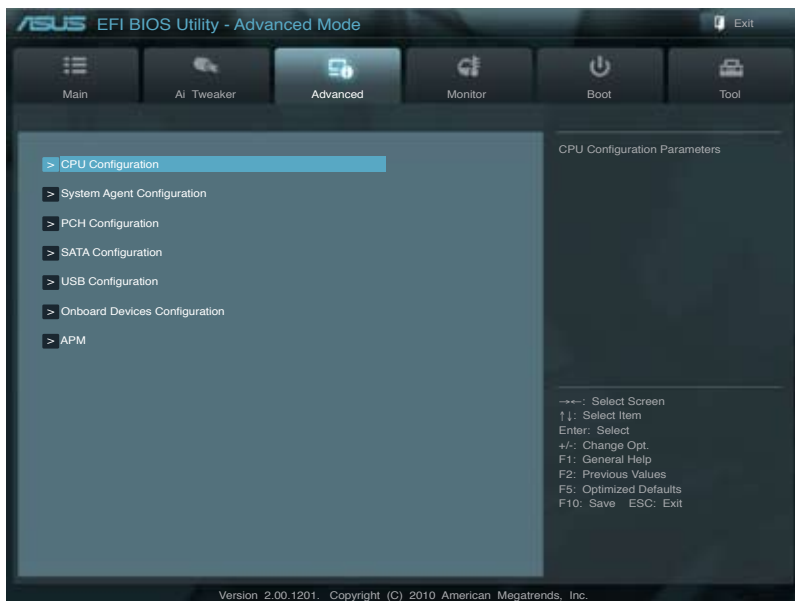 ASUS EFI BIOS Utility - Advanced Mode
Exit
Main
Ai Tweaker
Advanced
Monitor
Boot
Tool
CPU Configuration Parameters
> CPU Configuration
> System Agent Configuration
> PCH Configuration
> SATA Configuration
> USB Configuration
> Onboard Devices Configuration
> APM
→←: Select Screen
↑↓: Select Item
Enter: Select
+/-: Change Opt.
F1: General Help
F2: Previous Values
F5: Optimized Defaults
F10: Save ESC: Exit
Version 2.00.1201. Copyright (C) 2010 American Megatrends, Inc.